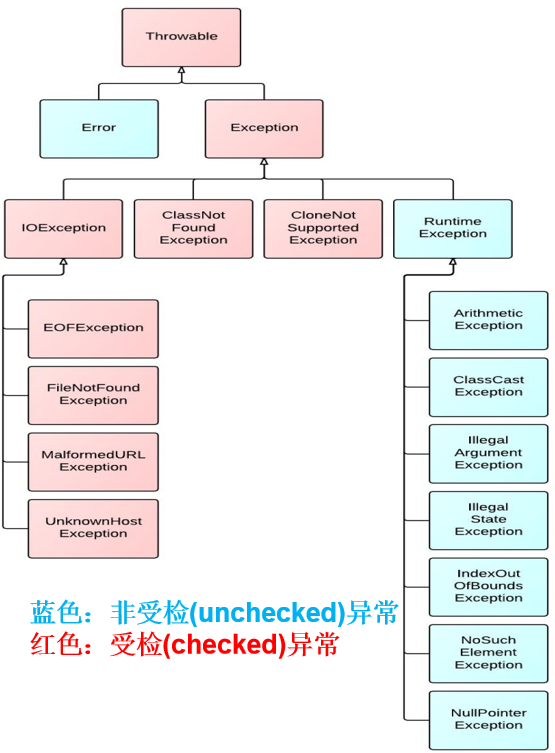 Throwable
Error
Exception
IOException
ClassNot
Found
Exception
CloneNot
Supported
Exception
Runtime
Exception
EOFException
FileNotFound
Exception
MalformedURL
Exception
UnknownHost
Exception
Arithmetic
Exception
ClassCast
Exception
Illegal
Argument
Exception
Illegal
State
Exception
IndexOut
OfBounds
Exception
NoSuch
Element
Exception
NullPointer
Exception
蓝色：非受检(unchecked)异常
红色：受检(checked)异常